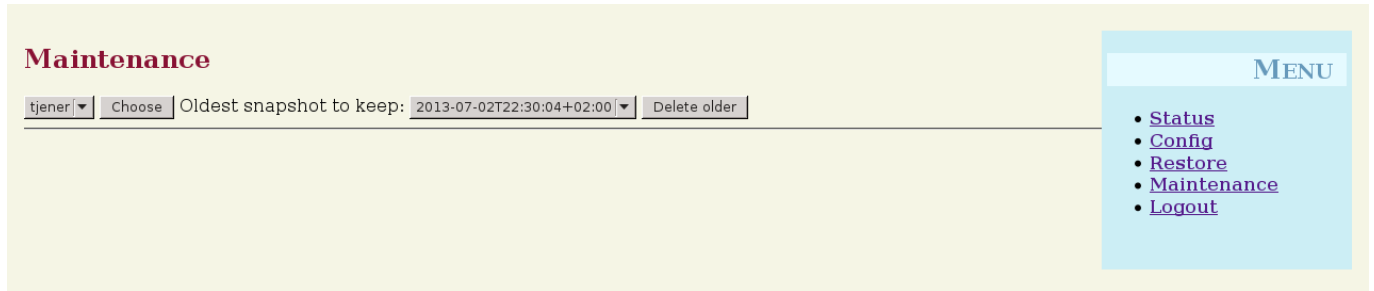 Maintenance
tjener Choose Oldest snapshot to keep: 2013-07-02T22:30:04+02:00 Delete older
MENU
Status
Config
Restore
Maintenance
Logout